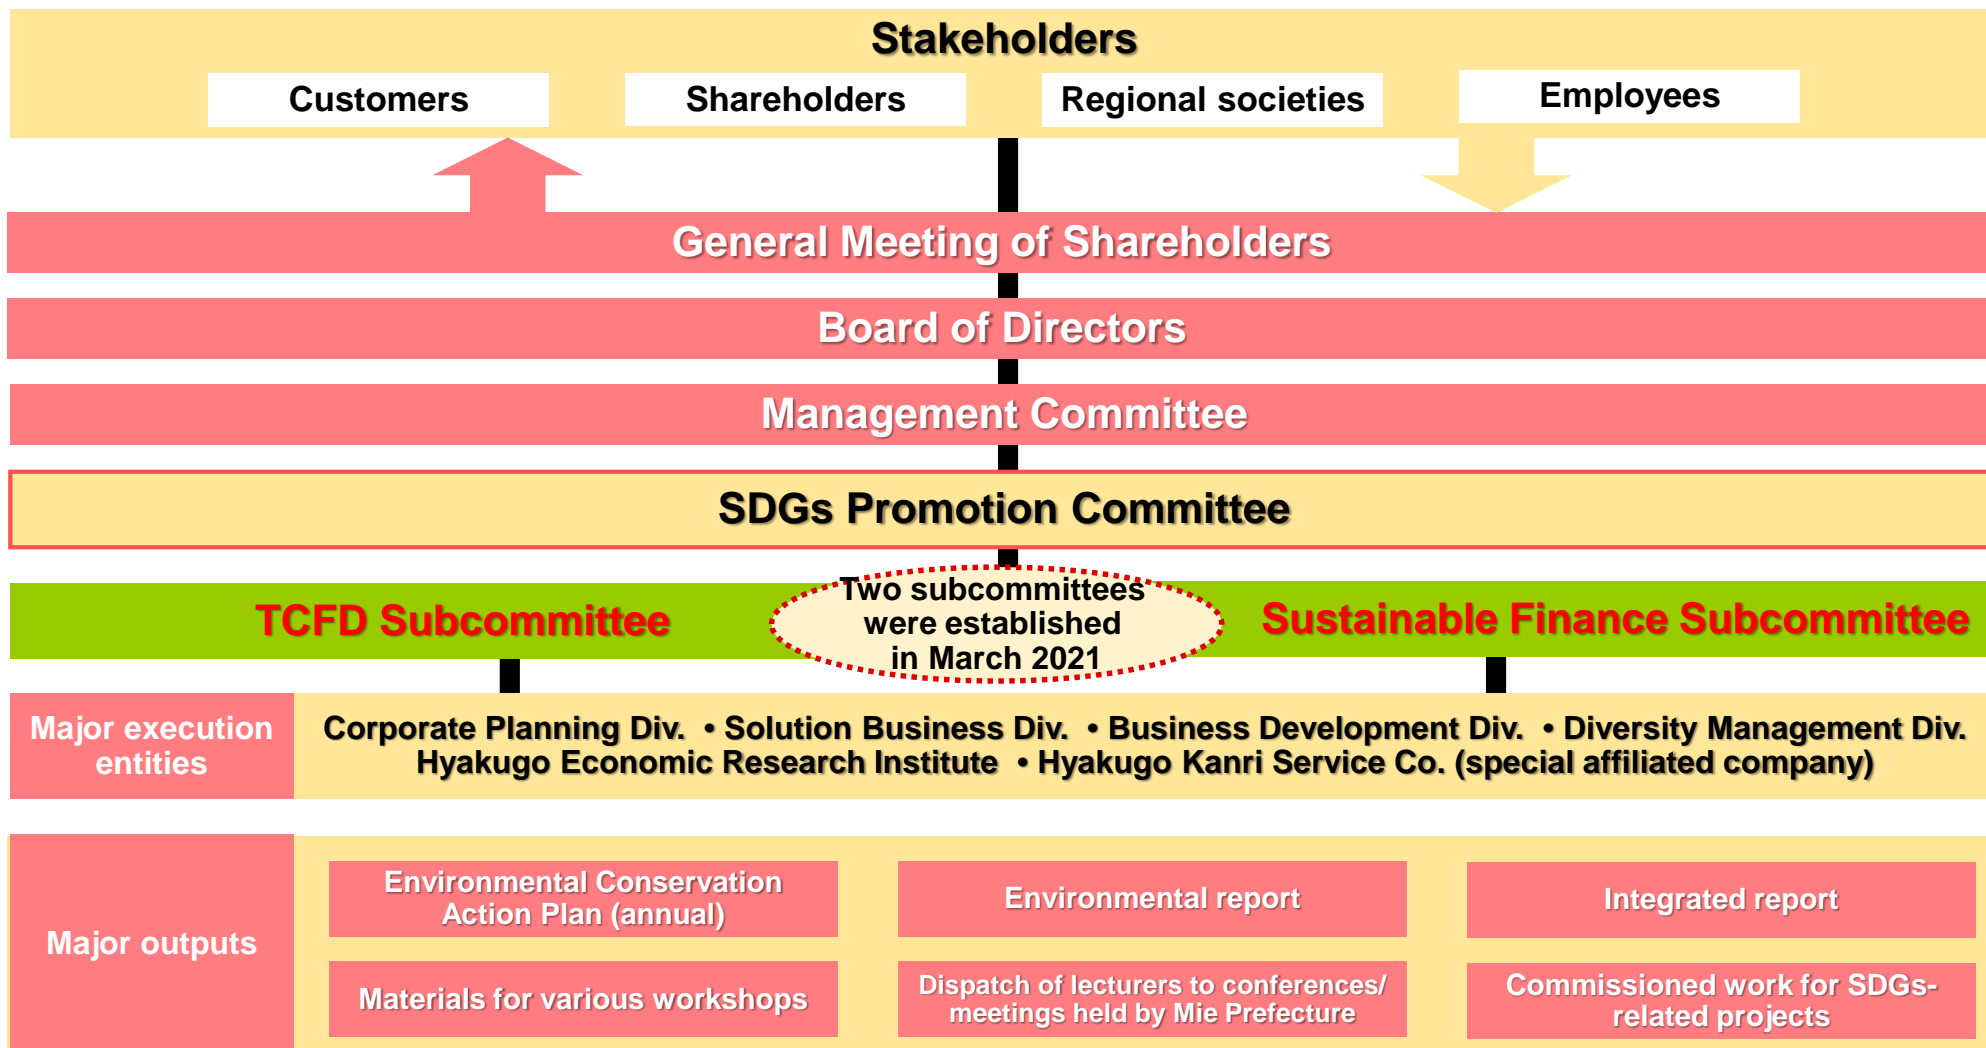 Stakeholders
Customers
Shareholders
Regional societies
Employees
General Meeting of Shareholders
Board of Directors
Management Committee
SDGs Promotion Committee
TCFD Subcommittee
Two subcommittees
were established
in March 2021
Sustainable Finance Subcommittee
Major execution
entities
Corporate Planning Div. • Solution Business Div. • Business Development Div. • Diversity Management Div.
Hyakugo Economic Research Institute • Hyakugo Kanri Service Co. (special affiliated company)
Major outputs
Environmental Conservation
Action Plan (annual)
Environmental report
Integrated report
Materials for various workshops
Dispatch of lecturers to conferences/
meetings held by Mie Prefecture
Commissioned work for SDGs-
related projects